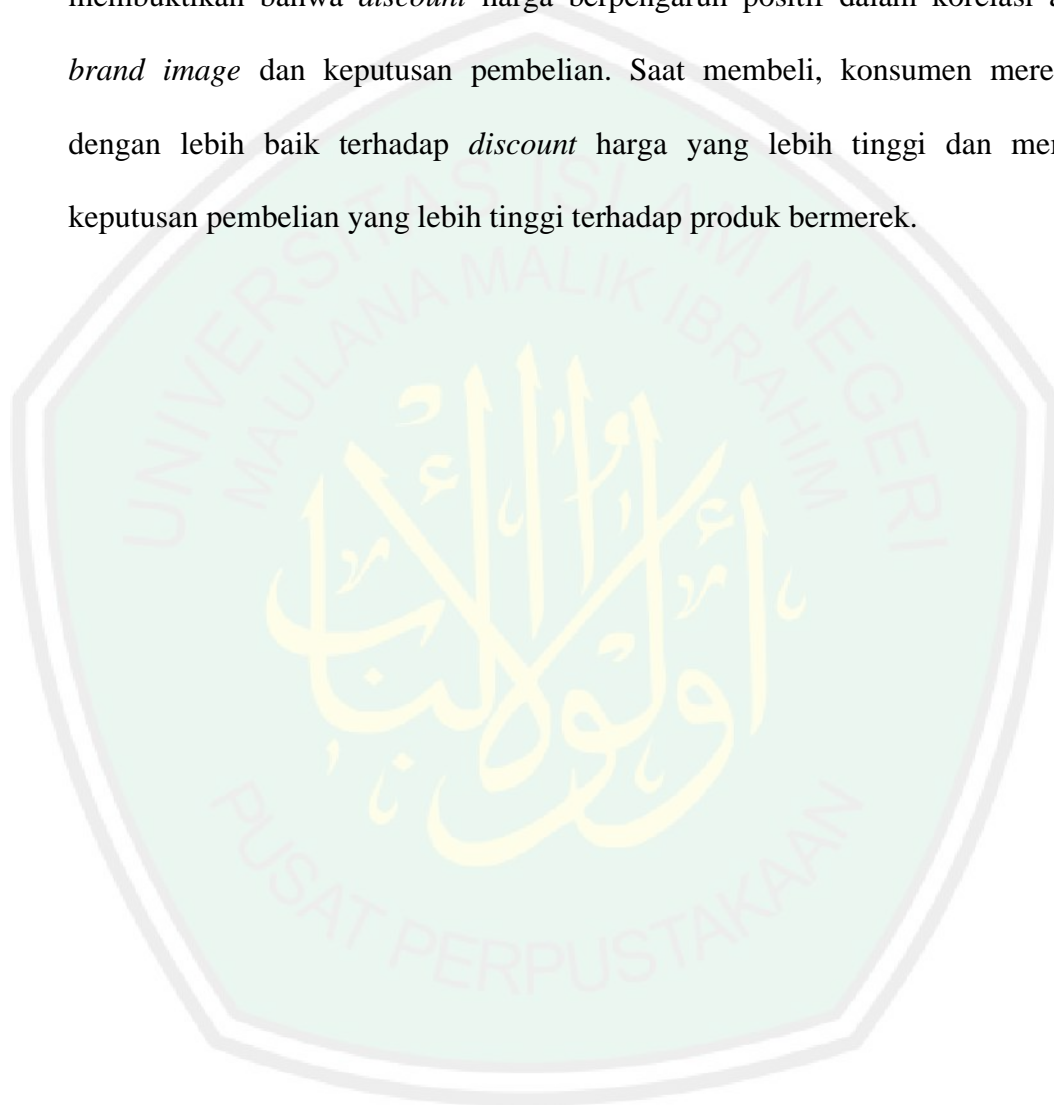 membuktikan bahwa discount harga berpengaruh positif dalam korelasi a
brand image dan keputusan pembelian. Saat membeli, konsumen mere
dengan lebih baik terhadap discount harga yang lebih tinggi dan mer
keputusan pembelian yang lebih tinggi terhadap produk bermerek.
UNIVERSITAS ISLAM NEGERI
MAULANA MALIK IBRAHIM
PUSAT PERPUSTAKAAN